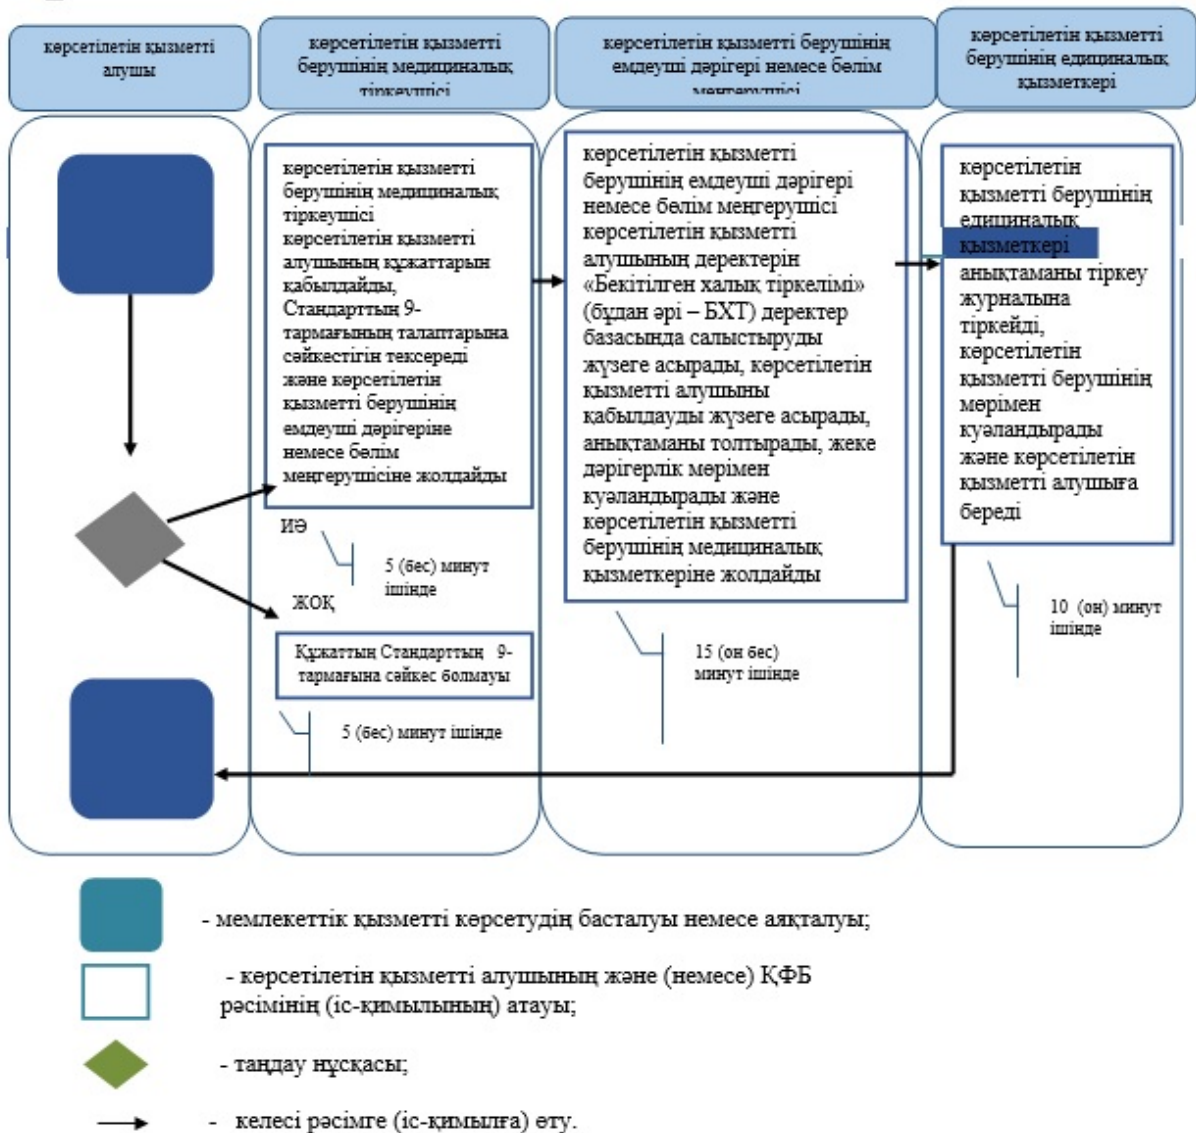 көрсетілетін қызметті
алушы
көрсетілетін қызметті
берушінің медициналық
тіркеушісі
көрсетілетін қызметті берушінің
емдеуші дәрігері немесе бөлім
меңгерушісі
көрсетілетін қызметті
берушінің едициналық
қызметкері
көрсетілетін қызметті
берушінің медициналық
тіркеушісі
көрсетілетін қызметті
алушының құжаттарын
қабылдайды,
Стандарттың 9-
тармағының талаптарына
сәйкестігін тексереді
және көрсетілетін
қызметті берушінің
емдеуші дәрігеріне
немесе бөлім
меңгерушісіне жолдайды
ИӘ
5 (бес) минут
ішінде
ЖОҚ
Құжаттың Стандарттың 9-
тармағына сәйкес болмауы
5 (бес) минут ішінде
көрсетілетін қызметті
берушінің емдеуші дәрігері
немесе бөлім меңгерушісі
көрсетілетін қызметті
алушының деректерін
«Бекітілген халық тіркелімі»
(бұдан әрі – БХТ) деректер
базасында салыстыруды
жүзеге асырады, көрсетілетін
қызметті алушыны
қабылдауды жүзеге асырады,
анықтаманы толтырады, жеке
дәрігерлік мөрімен
куәландырады және
көрсетілетін қызметті
берушінің медициналық
қызметкеріне жолдайды
15 (он бес)
минут ішінде
көрсетілетін
қызметті берушінің
едициналық
қызметкері
анықтаманы тіркеу
журналына
тіркейді,
көрсетілетін
қызметті берушінің
мөрімен
куәландырады
және көрсетілетін
қызметті алушыға
береді
10 (он) минут
ішінде
- мемлекеттік қызметті көрсетудің басталуы немесе аяқталуы;
- көрсетілетін қызметті алушының және (немесе) ҚФБ
рәсімінің (іс-қимылының) атауы;
- таңдау нұсқасы;
- келесі рәсімге (іс-қимылға) өту.